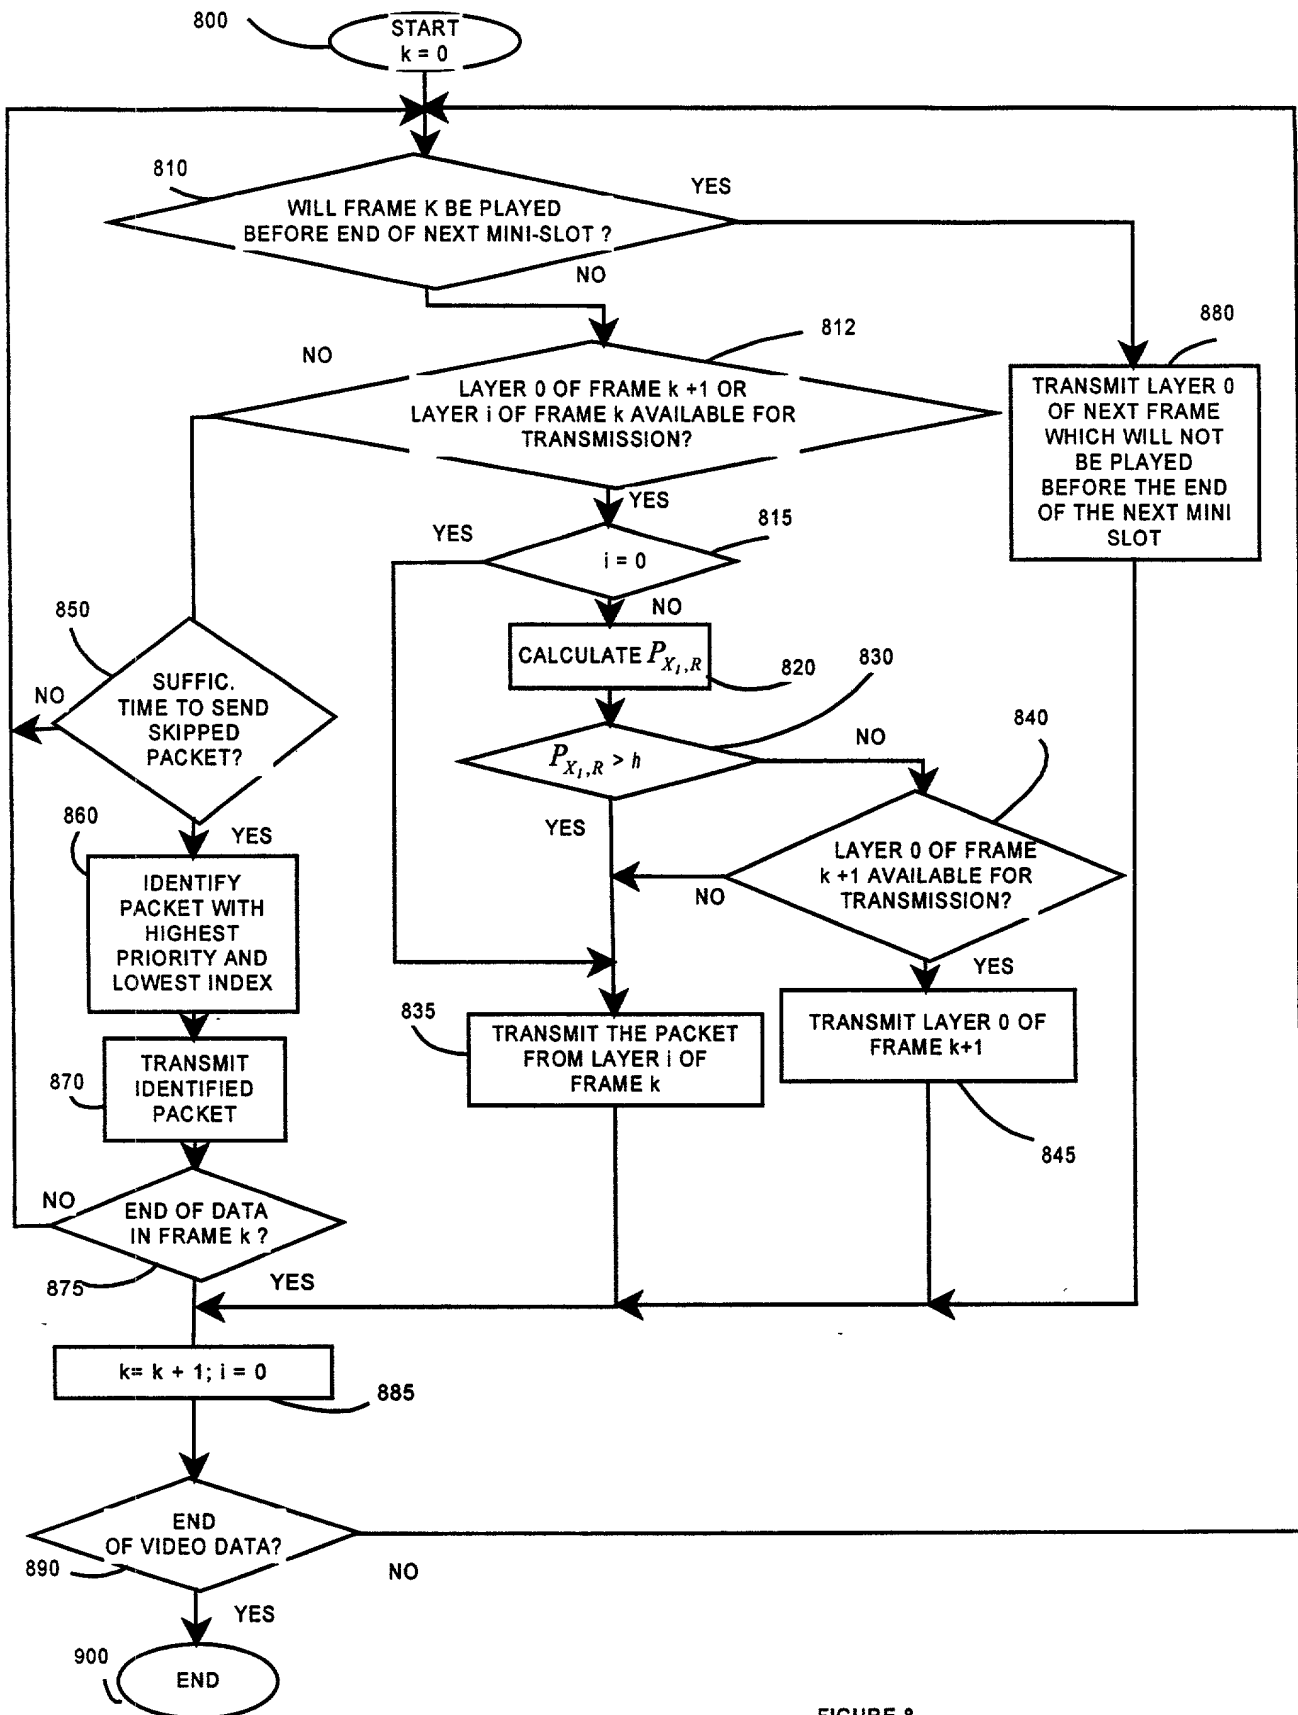 800
START
k = 0
810
YES
WILL FRAME K BE PLAYED
BEFORE END OF NEXT MINI-SLOT ?
NO
880
812
NO
LAYER 0 OF FRAME k +1 OR
LAYER i OF FRAME k AVAILABLE FOR
TRANSMISSION?
TRANSMIT LAYER 0
OF NEXT FRAME
WHICH WILL NOT
BE PLAYED
BEFORE THE END
OF THE NEXT MINI
SLOT
YES
YES
815
i = 0
NO
850
CALCULATE P_{X_i,R}
820
830
SUFFIC.
TIME TO SEND
SKIPPED
PACKET?
NO
840
P_{X_i,R} > h
NO
YES
860
YES
LAYER 0 OF FRAME
k +1 AVAILABLE FOR
TRANSMISSION?
NO
IDENTIFY
PACKET WITH
HIGHEST
PRIORITY AND
LOWEST INDEX
YES
835
TRANSMIT THE PACKET
FROM LAYER i OF
FRAME k
TRANSMIT LAYER 0 OF
FRAME k+1
870
TRANSMIT
IDENTIFIED
PACKET
845
NO
END OF DATA
IN FRAME k ?
875
YES
k= k + 1; i = 0
885
END
OF VIDEO DATA?
890
NO
YES
900
END
FIGURE 8